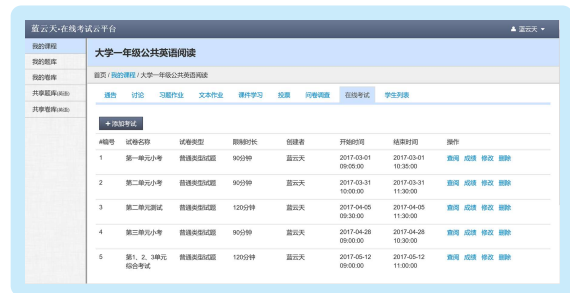 蓝云天•在线考试云平台
蓝云天
我的课程
我的题库
我的卷库
共享题库(英语)
共享卷库(英语)
大学一年级公共英语阅读
首页 / 我的课程 / 大学一年级公共英语阅读
通告 讨论 习题作业 文本作业 课件学习 投票 问卷调查 在线考试 学生列表
+ 添加考试
#编号 试卷名称 试卷类型 限制时长 创建者 开始时间 结束时间 操作
1 第一单元小考 普通类型试题 90分钟 蓝云天 2017-03-01 2017-03-01 查阅 成绩 修改 删除
09:05:00 10:35:00
2 第二单元小考 普通类型试题 90分钟 蓝云天 2017-03-31 2017-03-31 查阅 成绩 修改 删除
10:00:00 11:30:00
3 第二单元测试 普通类型试题 120分钟 蓝云天 2017-04-05 2017-04-05 查阅 成绩 修改 删除
09:30:00 11:30:00
4 第三单元小考 普通类型试题 90分钟 蓝云天 2017-04-28 2017-04-28 查阅 成绩 修改 删除
09:00:00 10:30:00
5 第1、2、3单元 普通类型试题 120分钟 蓝云天 2017-05-12 2017-05-12 查阅 成绩 修改 删除
综合考试 09:00:00 11:00:00